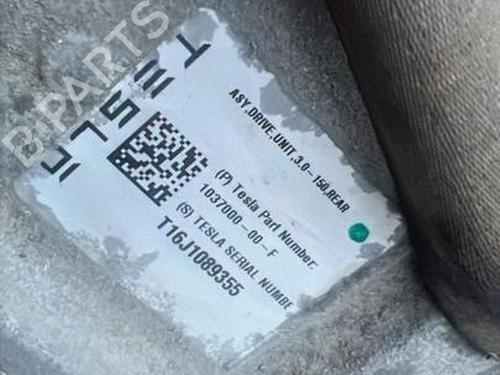 TESLA
ASY,DRIVE,UNIT,3.0-150,REAR
(P) Tesla Part Number:
1037000-00-F
(S) TESLA SERIAL NUMBE
T16J1089355
B-PARTS